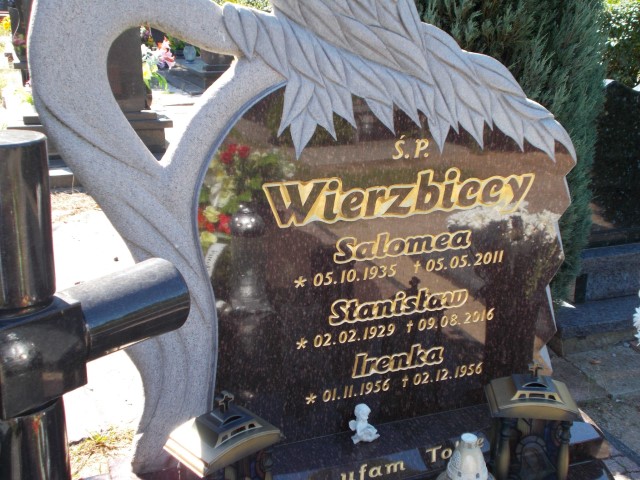 Ś. P.
Wierzbiccy
Salomea
* 05.10.1935 † 05.05.2011
Stanisław
* 02.02.1929 † 09.08.2016
Irenka
* 01.11.1956 † 02.12.1956